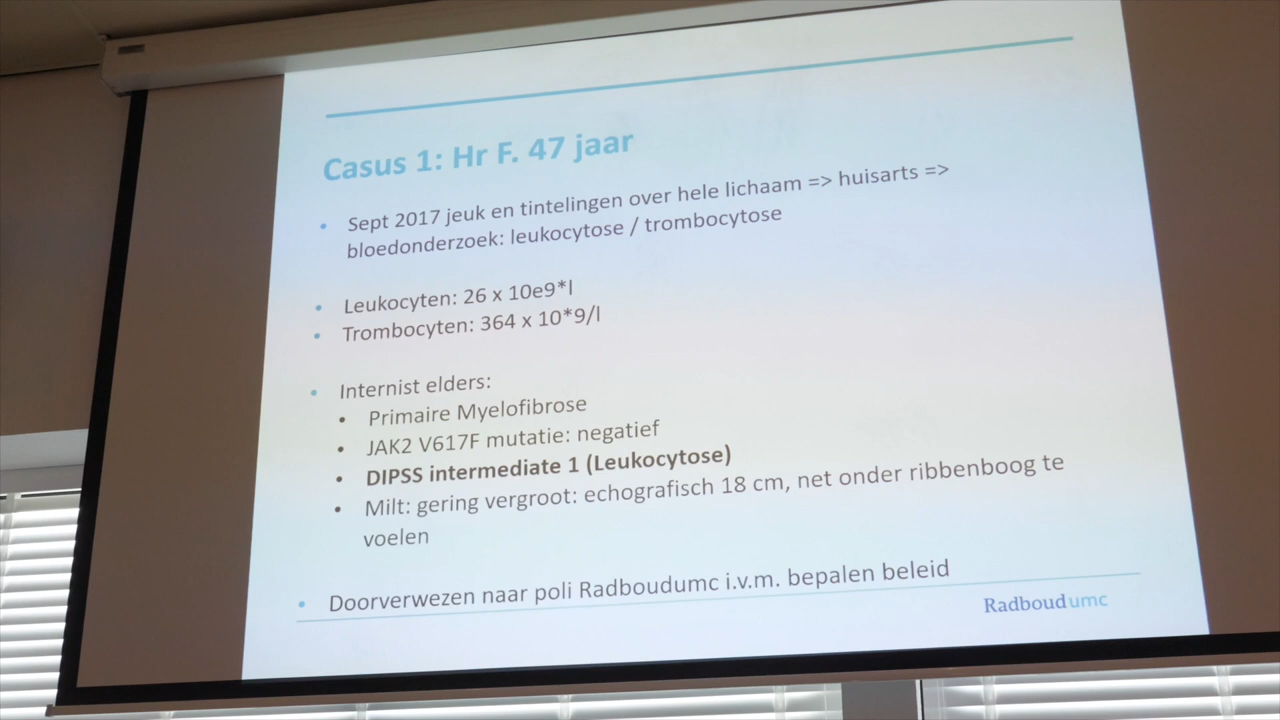 Casus 1: Hr F. 47 jaar
• Sept 2017 jeuk en tintelingen over hele lichaam => huisarts =>
bloedonderzoek: leukocytose / trombocytose
• Leukocyten: 26 x 10e9*l
• Trombocyten: 364 x 10*9/l
• Internist elders:
• Primaire Myelofibrose
• JAK2 V617F mutatie: negatief
• DIPSS intermediate 1 (Leukocytose)
• Milt: gering vergroot: echografisch 18 cm, net onder ribbenboog te
voelen
• Doorverwezen naar poli Radboudumc i.v.m. bepalen beleid
Radboudumc